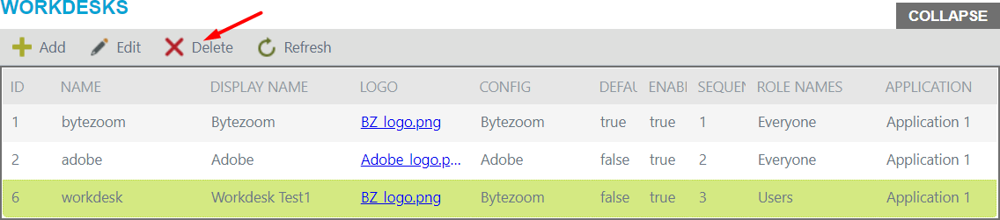 WORKDESKS
COLLAPSE
Add Edit Delete Refresh
ID NAME DISPLAY NAME LOGO CONFIG DEFAU ENABI SEQUEN ROLE NAMES APPLICATION
1 bytezoom Bytezoom BZ_logo.png Bytezoom true true 1 Everyone Application 1
2 adobe Adobe Adobe_logo.p... Adobe false true 2 Everyone Application 1
6 workdesk Workdesk Test1 BZ_logo.png Bytezoom false true 3 Users Application 1